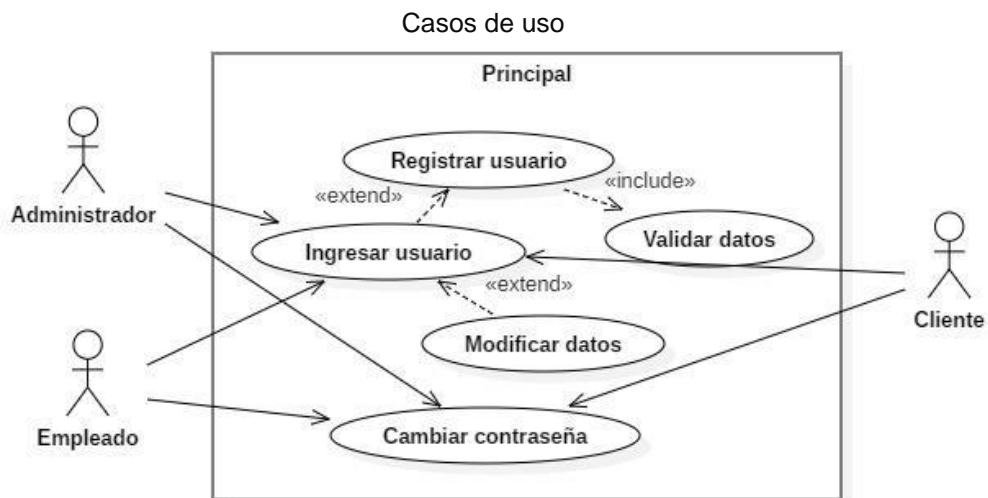 Casos de uso
Principal
Registrar usuario
«extend»
«include»
Administrador
Validar datos
Ingresar usuario
«extend»
Cliente
Modificar datos
Empleado
Cambiar contraseña